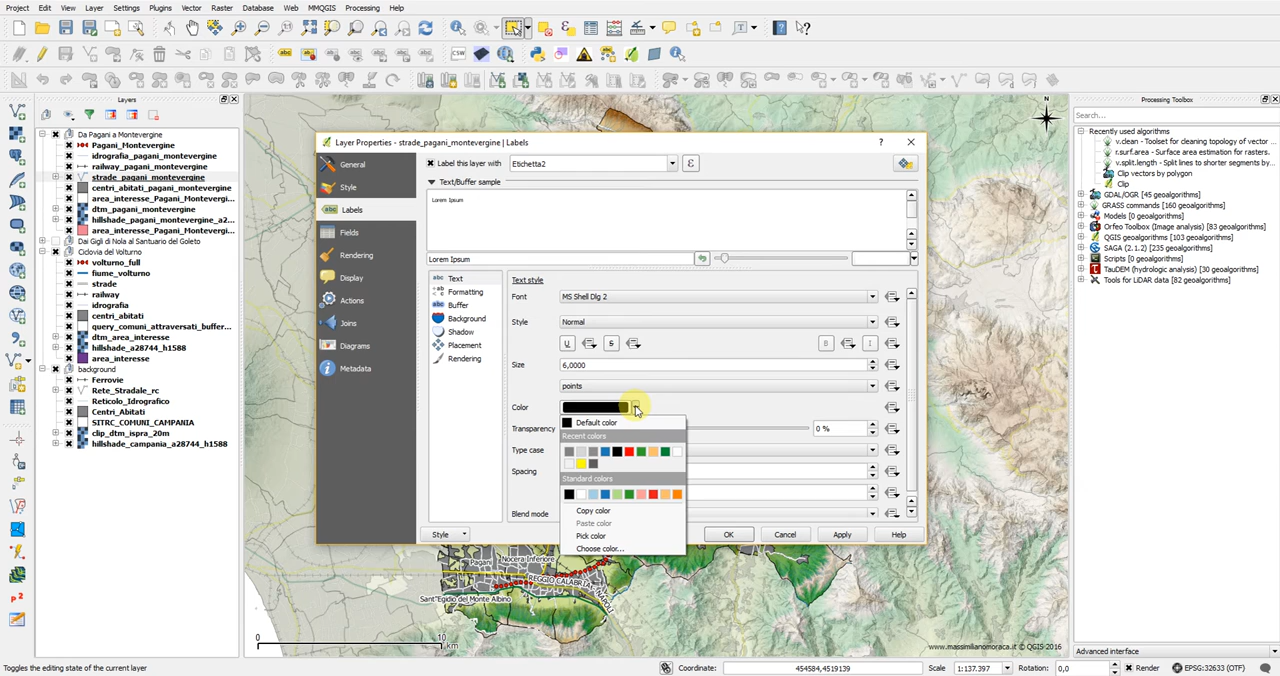 Project Edit View Layer Settings Plugins Vector Raster Database Web MMQGIS Processing Help
Layers
Da Pagani a Montevergine
Pagani_Montevergine
idrografia_pagani_montevergine
railway_pagani_montevergine
strade_pagani_montevergine
centri_abitati_pagani_montevergine
area_interesse_Pagani_Montevergi...
dtm_pagani_montevergine
hillshade_pagani_montevergine_a2...
area_interesse_Pagani_Montevergi...
Dai Gigli di Nola al Santuario del Goleto
Ciclovia del Volturno
volturno_full
fiume_volturno
strade
railway
idrografia
centri_abitati
query_comuni_attraversati_buffer...
dtm_area_interesse
hillshade_a28744_h1588
area_interesse
background
Ferrovie
Rete_Stradale_rc
Reticolo_Idrografico
Centri_Abitati
SITRC_COMUNI_CAMPANIA
clip_dtm_ispra_20m
hillshade_campania_a28744_h1588
Layer Properties - strade_pagani_montevergine | Labels
General
Style
Labels
Fields
Rendering
Display
Actions
Joins
Diagrams
Metadata
Label this layer with Etichetta2
Text/Buffer sample
Lorem Ipsum
Lorem Ipsum
Text
Formatting
Buffer
Background
Shadow
Placement
Rendering
Text style
Font MS Shell Dlg 2
Style Normal
U S B I
Size 6,0000
points
Color
Default color
Transparency 0 %
Recent colors
Type case
Spacing
Standard colors
Copy color
Blend mode
Paste color
Pick color
Choose color...
Style OK Cancel Apply Help
Pagani
Nocera Inferiore
REGGIO CALABRIA - NAPOLI
Sant'Egidio del Monte Albino
0 10
km
N
www.massimilianomoraca.it © QGIS 2016
Processing Toolbox
Search...
Recently used algorithms
v.clean - Toolset for cleaning topology of vector ...
r.surf.area - Surface area estimation for rasters.
v.split.length - Split lines to shorter segments by...
Clip vectors by polygon
Clip
GDAL/OGR [45 geoalgorithms]
GRASS commands [160 geoalgorithms]
Models [0 geoalgorithms]
Orfeo Toolbox (Image analysis) [83 geoalg...
QGIS geoalgorithms [103 geoalgorithms]
SAGA (2.1.2) [235 geoalgorithms]
Scripts [0 geoalgorithms]
TauDEM (hydrologic analysis) [30 geoalg...
Tools for LiDAR data [82 geoalgorithms]
Advanced interface
Toggles the editing state of the current layer
Coordinate: 454584,4519139 Scale 1:137.397 Rotation: 0,0 Render EPSG:32633 (OTF)